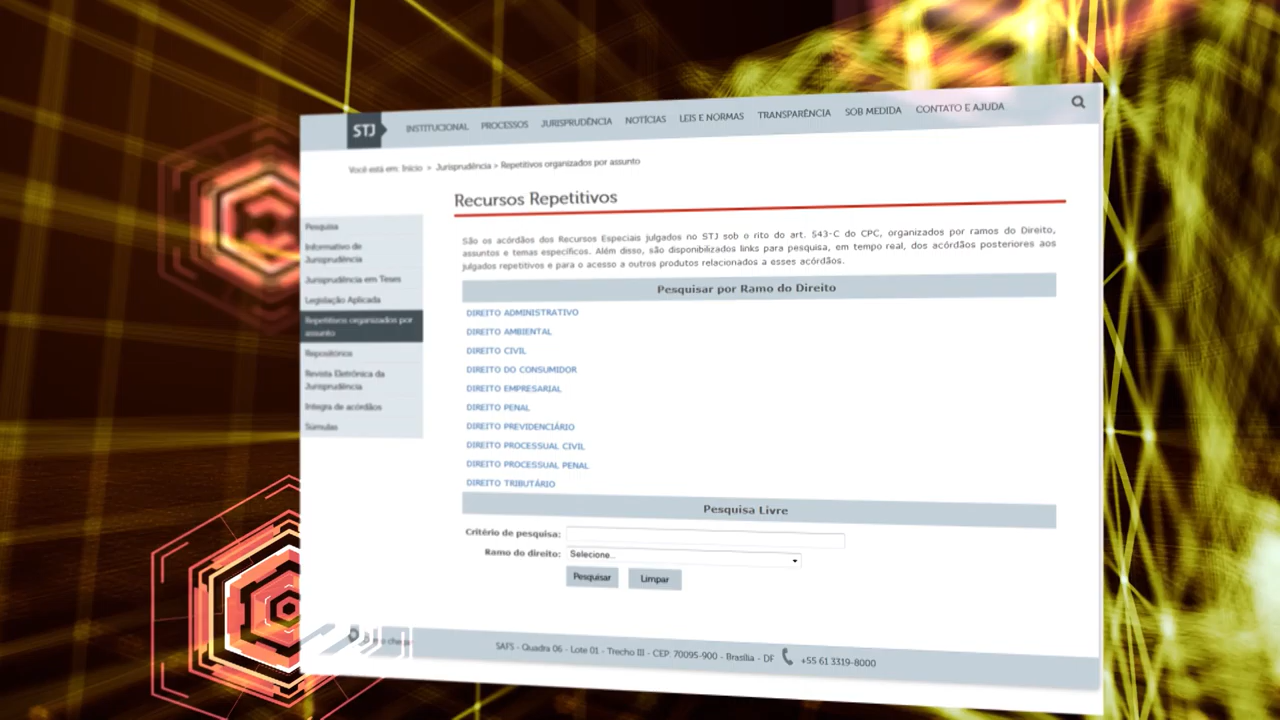 STJ INSTITUCIONAL PROCESSOS JURISPRUDÊNCIA NOTÍCIAS LEIS E NORMAS TRANSPARÊNCIA SOB MEDIDA CONTATO E AJUDA
Você está em: Início > Jurisprudência > Repetitivos organizados por assunto
Recursos Repetitivos
Pesquisa
Informativo de
Jurisprudência
Jurisprudência em Teses
Legislação Aplicada
Repetitivos organizados por
assunto
Repositórios
Revista Eletrônica da
Jurisprudência
Íntegra de acórdãos
Súmulas
São os acórdãos dos Recursos Especiais julgados no STJ sob o rito do art. 543-C do CPC, organizados por ramos do Direito,
assuntos e temas específicos. Além disso, são disponibilizados links para pesquisa, em tempo real, dos acórdãos posteriores aos
julgados repetitivos e para o acesso a outros produtos relacionados a esses acórdãos.
Pesquisar por Ramo do Direito
DIREITO ADMINISTRATIVO
DIREITO AMBIENTAL
DIREITO CIVIL
DIREITO DO CONSUMIDOR
DIREITO EMPRESARIAL
DIREITO PENAL
DIREITO PREVIDENCIÁRIO
DIREITO PROCESSUAL CIVIL
DIREITO PROCESSUAL PENAL
DIREITO TRIBUTÁRIO
Pesquisa Livre
Critério de pesquisa:
Ramo do direito: Selecione...
Pesquisar Limpar
SAFS - Quadra 06 - Lote 01 - Trecho III - CEP: 70095-900 - Brasília - DF +55 61 3319-8000